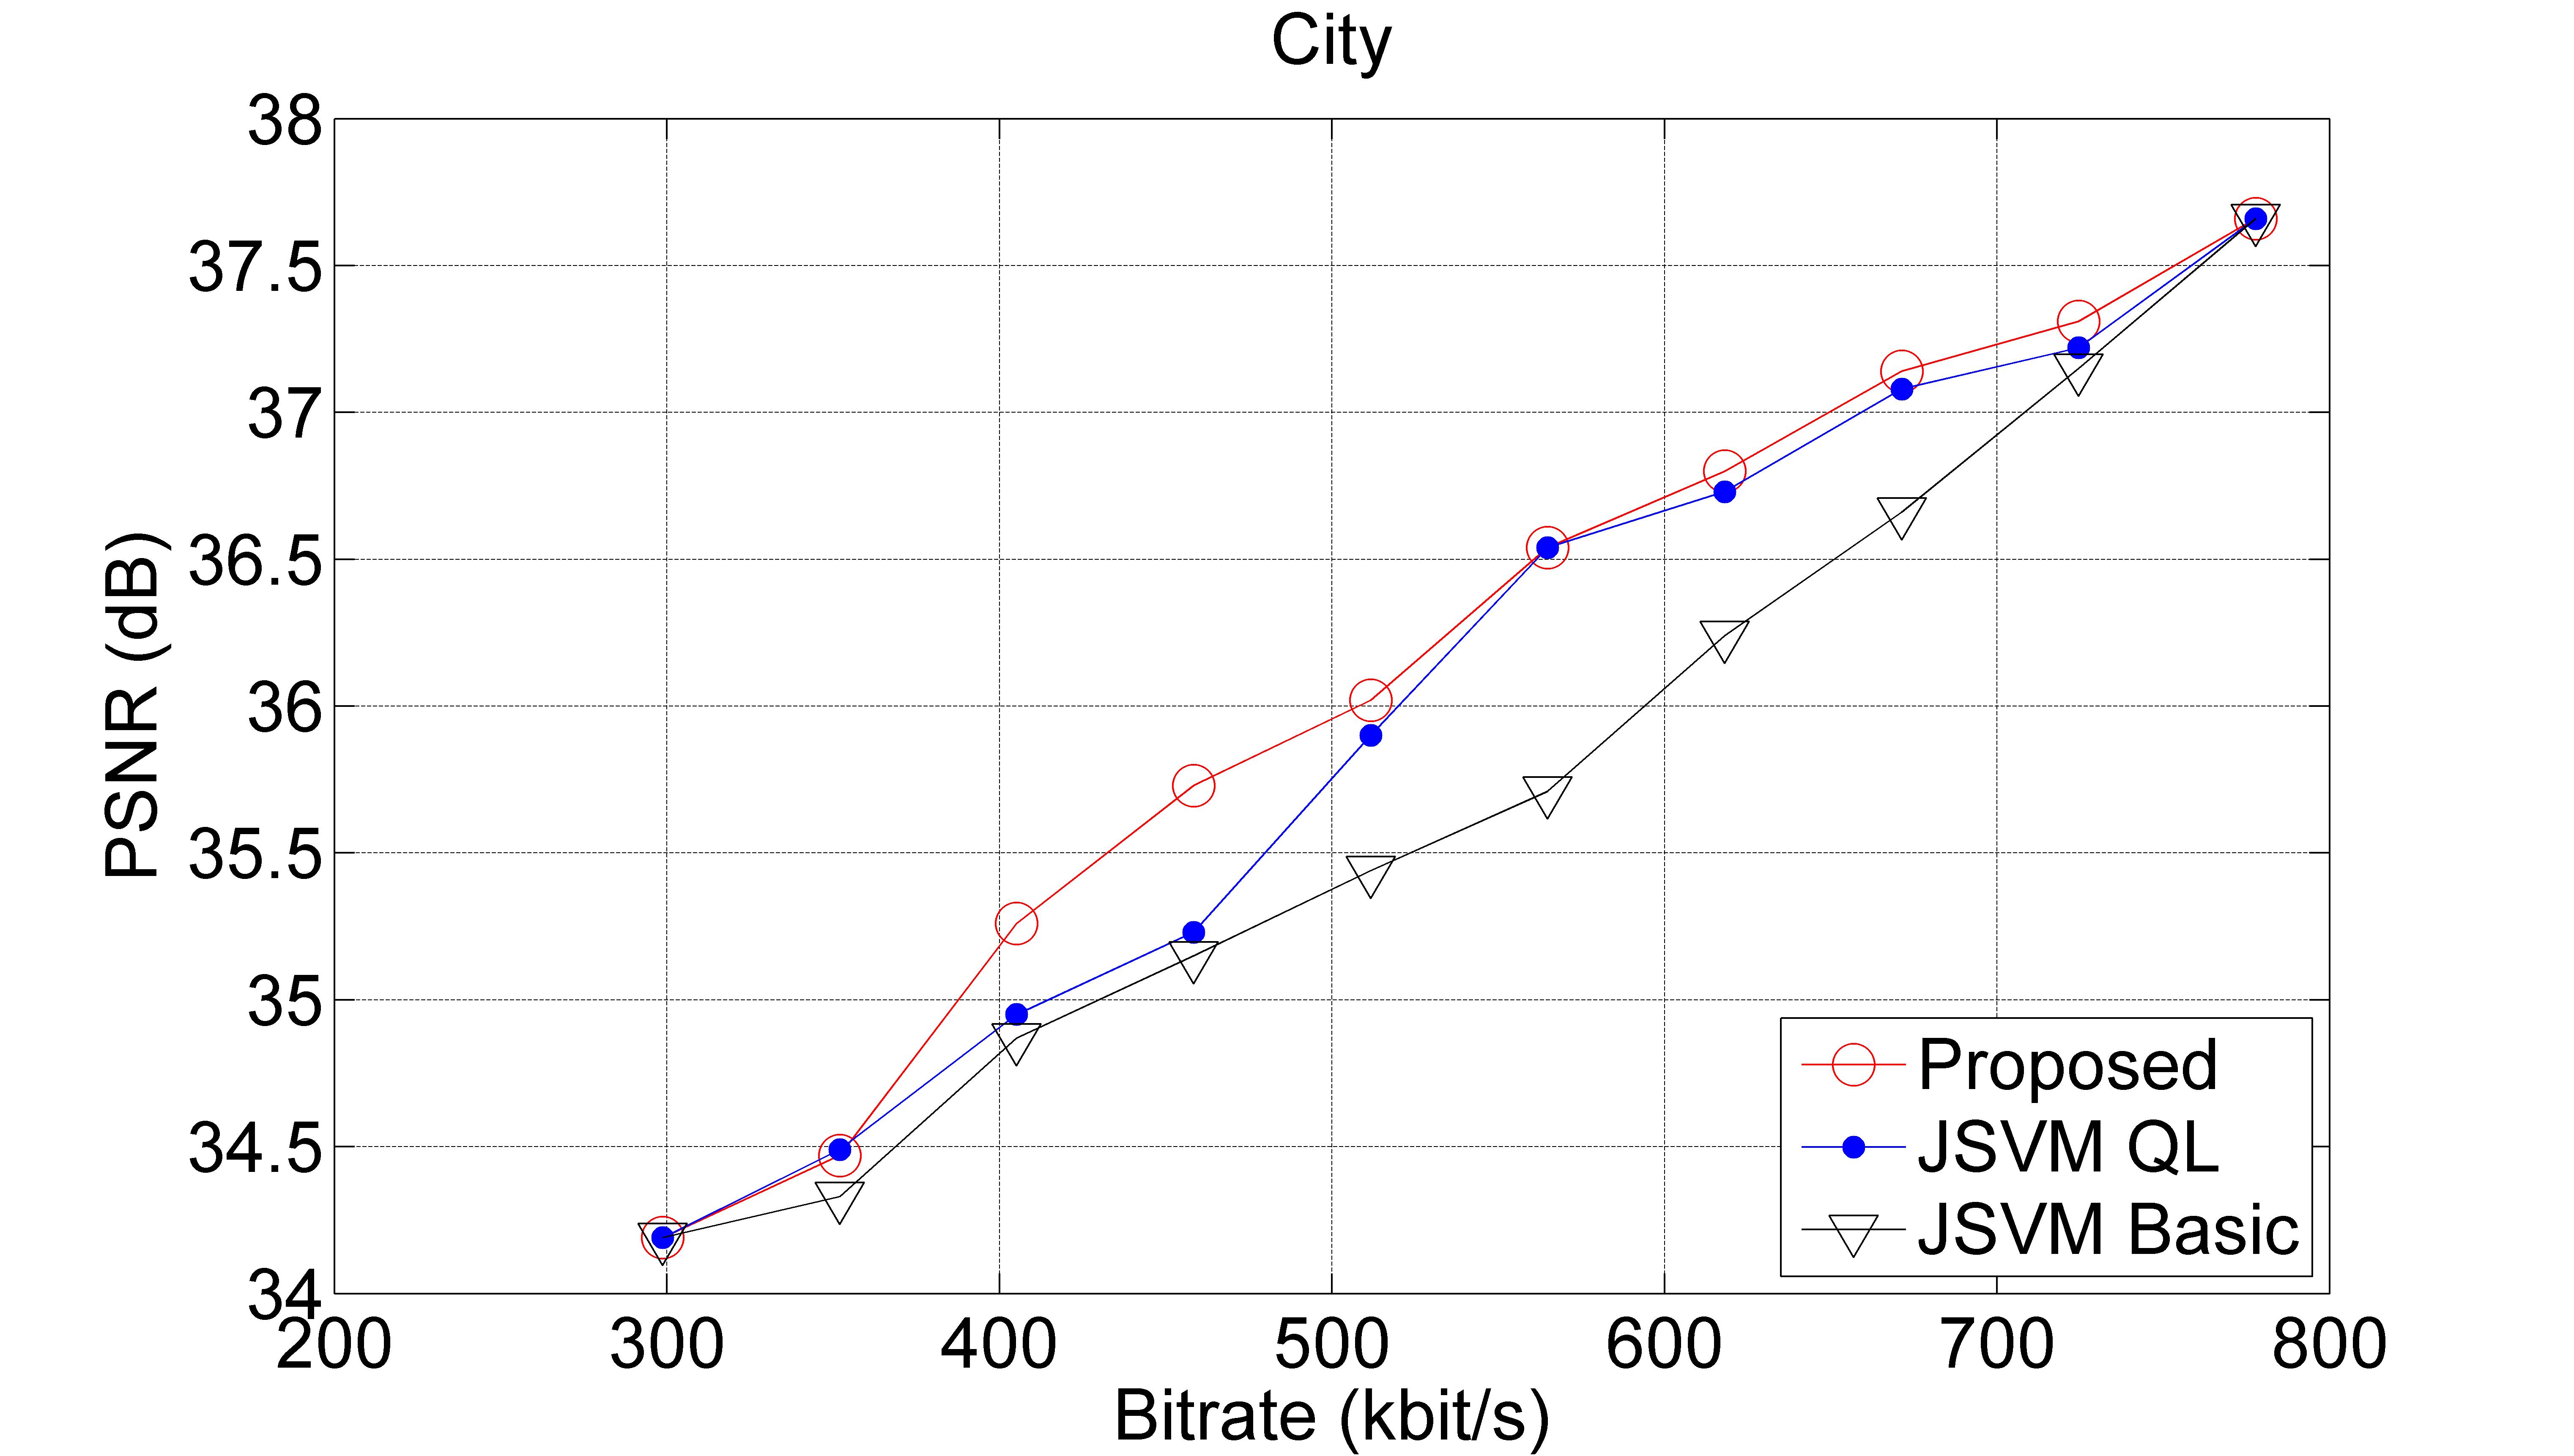 City
38
37.5
37
36.5
36
35.5
35
34.5
34
PSNR (dB)
Proposed
JSVM QL
JSVM Basic
200 300 400 500 600 700 800
Bitrate (kbit/s)